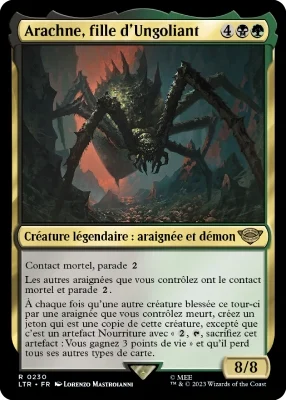 Arachne, fille d'Ungoliant 4
Créature légendaire : araignée et démon
Contact mortel, parade 2
Les autres araignées que vous contrôlez ont le contact
mortel et parade 2.
À chaque fois qu'une autre créature blessée ce tour-ci
par une araignée que vous contrôlez meurt, créez un
jeton qui est une copie de cette créature, excepté que
c'est un artefact Nourriture avec « 2, , sacrifiez cet
artefact : Vous gagnez 3 points de vie » et qu'il perd
tous ses autres types de carte.
8/8
R 0230
LTR • FR Lorenzo Mastroianni
© MEE
™ & © 2023 Wizards of the Coast